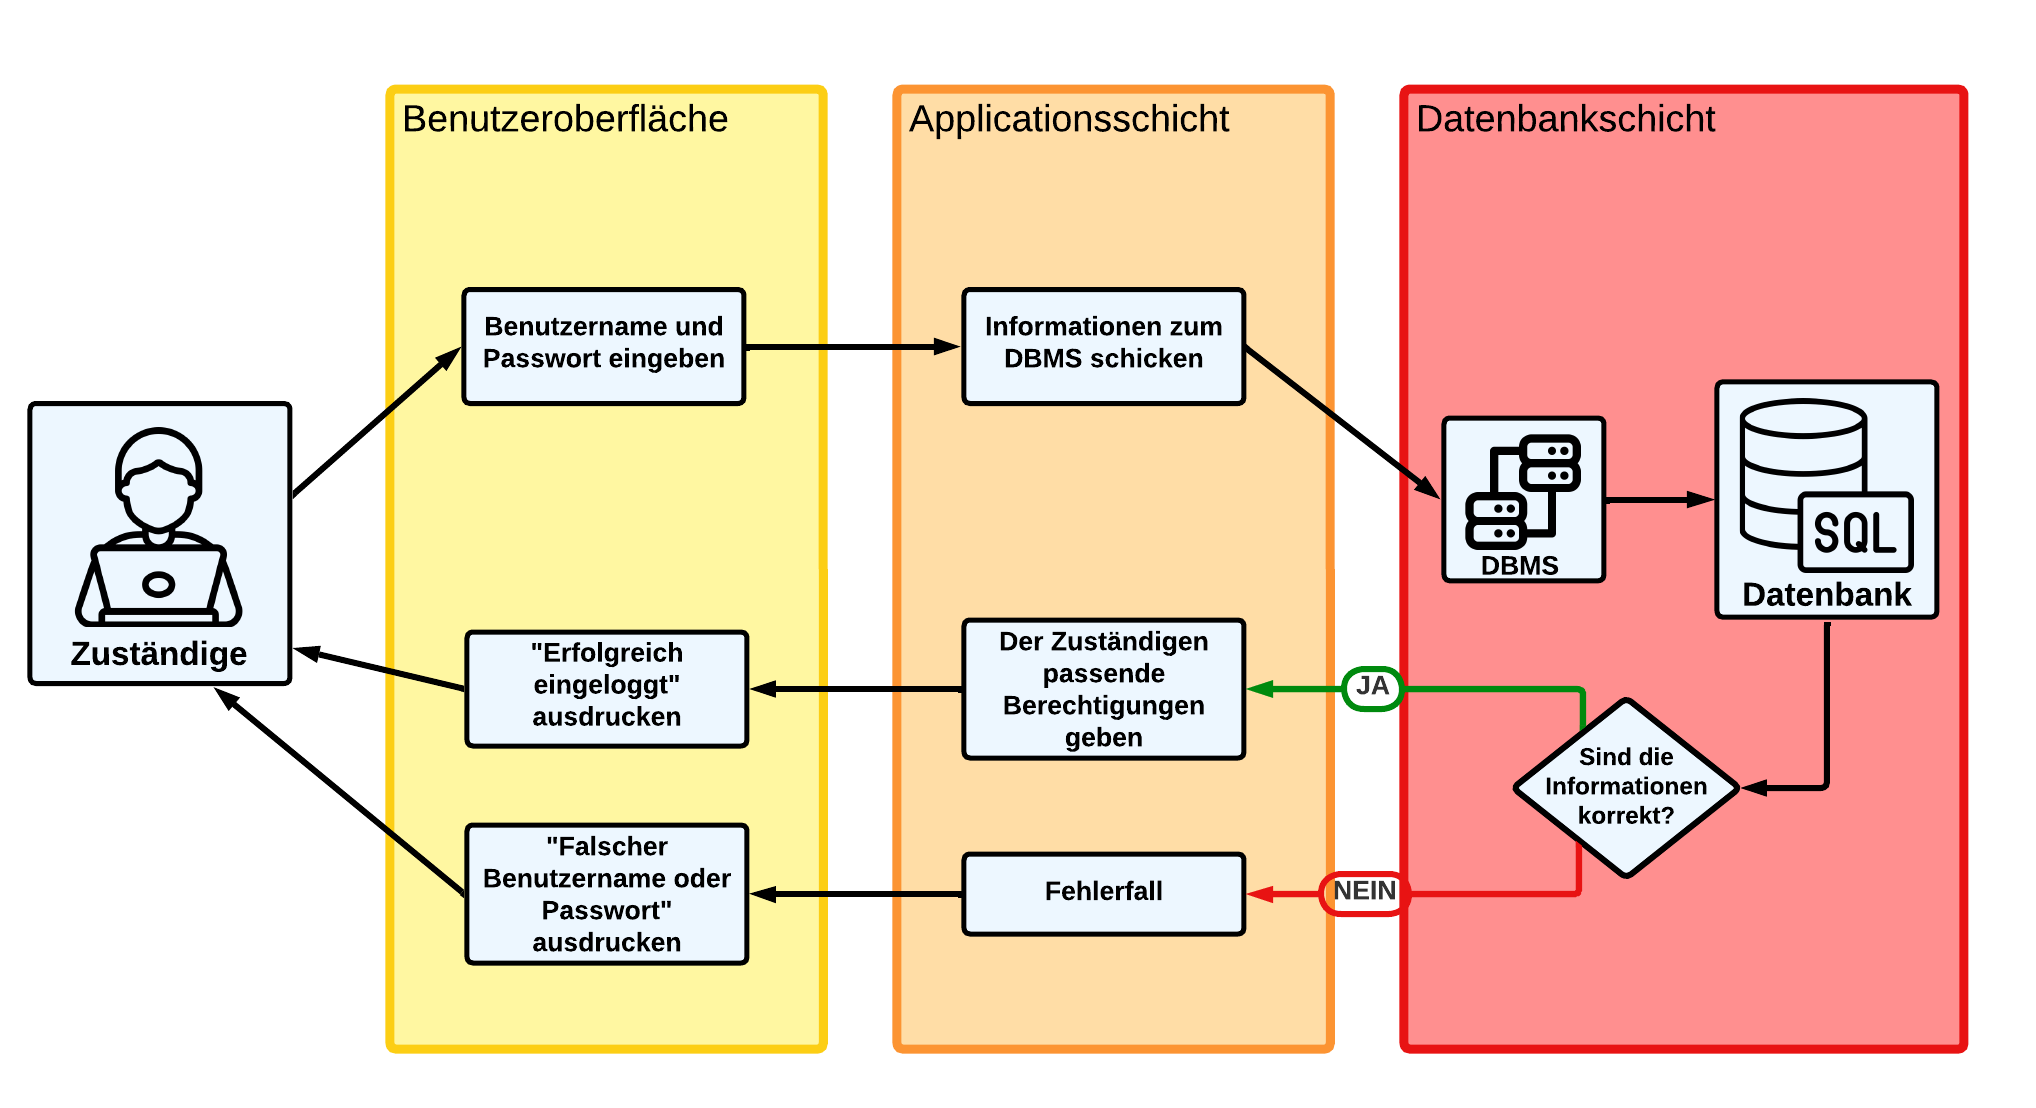 Benutzeroberfläche
Applicationsschicht
Datenbankschicht
Benutzername und
Passwort eingeben
Informationen zum
DBMS schicken
DBMS
SQL
Datenbank
Zuständige
"Erfolgreich
eingeloggt"
ausdrucken
Der Zuständigen
passende
Berechtigungen
geben
JA
Sind die
Informationen
korrekt?
"Falscher
Benutzername oder
Passwort"
ausdrucken
Fehlerfall
NEIN